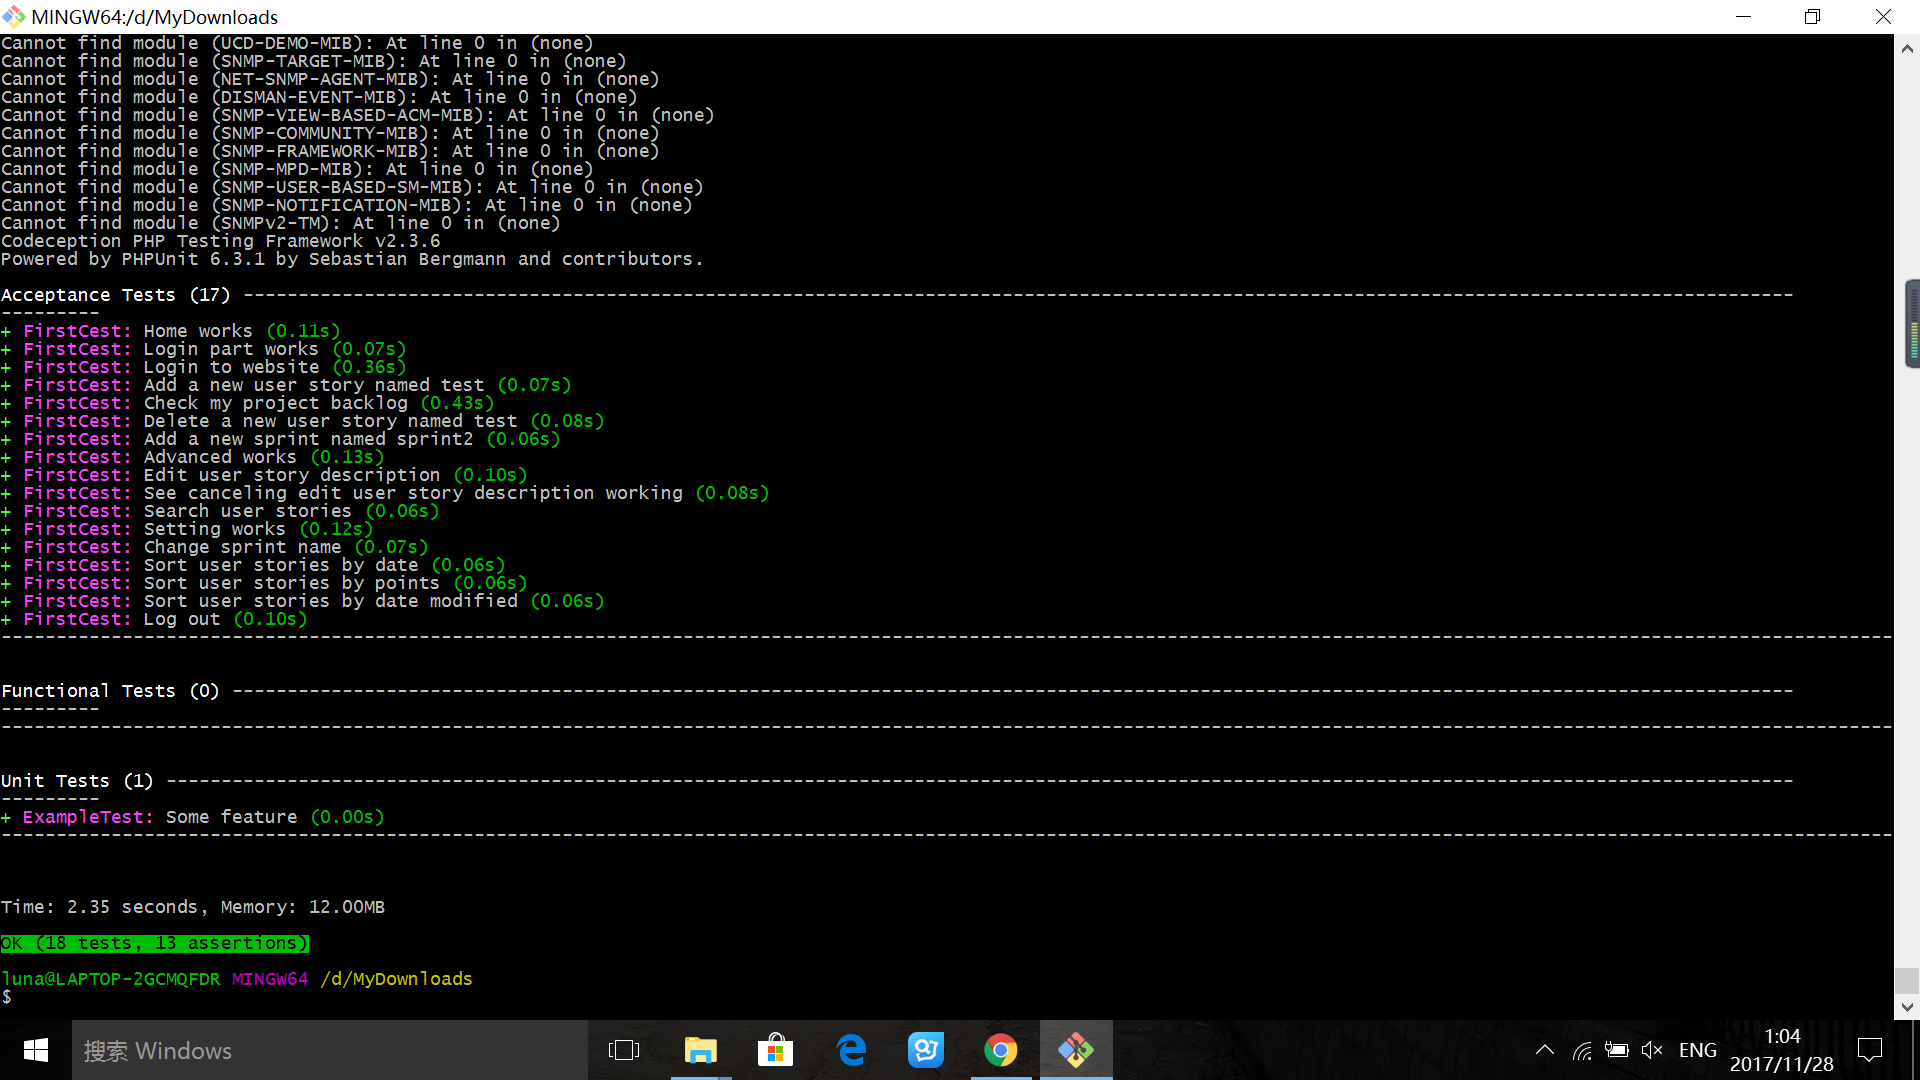 MINGW64:/d/MyDownloads
Cannot find module (UCD-DEMO-MIB): At line 0 in (none)
Cannot find module (SNMP-TARGET-MIB): At line 0 in (none)
Cannot find module (NET-SNMP-AGENT-MIB): At line 0 in (none)
Cannot find module (DISMAN-EVENT-MIB): At line 0 in (none)
Cannot find module (SNMP-VIEW-BASED-ACM-MIB): At line 0 in (none)
Cannot find module (SNMP-COMMUNITY-MIB): At line 0 in (none)
Cannot find module (SNMP-FRAMEWORK-MIB): At line 0 in (none)
Cannot find module (SNMP-MPD-MIB): At line 0 in (none)
Cannot find module (SNMP-USER-BASED-SM-MIB): At line 0 in (none)
Cannot find module (SNMP-NOTIFICATION-MIB): At line 0 in (none)
Cannot find module (SNMPv2-TM): At line 0 in (none)
Codeception PHP Testing Framework v2.3.6
Powered by PHPUnit 6.3.1 by Sebastian Bergmann and contributors.
Acceptance Tests (17) ---------------------------------------------------------------------------------------------------------------------------------------------
---------
+ FirstCest: Home works (0.11s)
+ FirstCest: Login part works (0.07s)
+ FirstCest: Login to website (0.36s)
+ FirstCest: Add a new user story named test (0.07s)
+ FirstCest: Check my project backlog (0.43s)
+ FirstCest: Delete a new user story named test (0.08s)
+ FirstCest: Add a new sprint named sprint2 (0.06s)
+ FirstCest: Advanced works (0.13s)
+ FirstCest: Edit user story description (0.10s)
+ FirstCest: See canceling edit user story description working (0.08s)
+ FirstCest: Search user stories (0.06s)
+ FirstCest: Setting works (0.12s)
+ FirstCest: Change sprint name (0.07s)
+ FirstCest: Sort user stories by date (0.06s)
+ FirstCest: Sort user stories by points (0.06s)
+ FirstCest: Sort user stories by date modified (0.06s)
+ FirstCest: Log out (0.10s)
----------------------------------------------------------------------------------------------------------------------------------------------------------------------------
Functional Tests (0) ----------------------------------------------------------------------------------------------------------------------------------------------
---------
----------------------------------------------------------------------------------------------------------------------------------------------------------------------------
Unit Tests (1) ----------------------------------------------------------------------------------------------------------------------------------------------------
---------
+ ExampleTest: Some feature (0.00s)
----------------------------------------------------------------------------------------------------------------------------------------------------------------------------
Time: 2.35 seconds, Memory: 12.00MB
OK (18 tests, 13 assertions)
luna@LAPTOP-2GCMQFDR MINGW64 /d/MyDownloads
$
搜索 Windows
ENG
1:04
2017/11/28